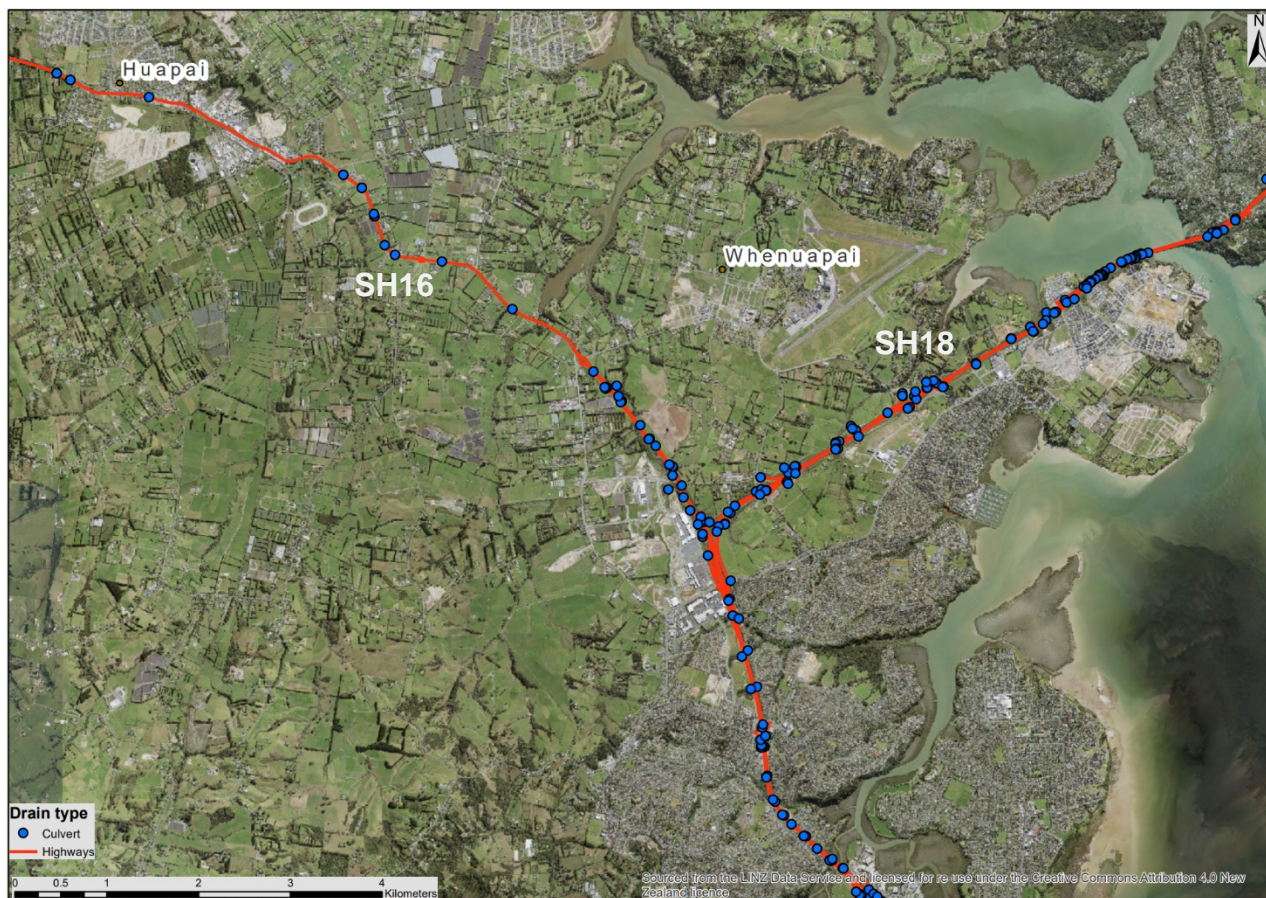 N
Huapai
Whenuapai
SH16
SH18
Drain type
Culvert
Highways
0 0.5 1 2 3 4
Kilometers
Sourced from the LINZ Data Service and licensed for re-use under the Creative Commons Attribution 4.0 New
Zealand licence